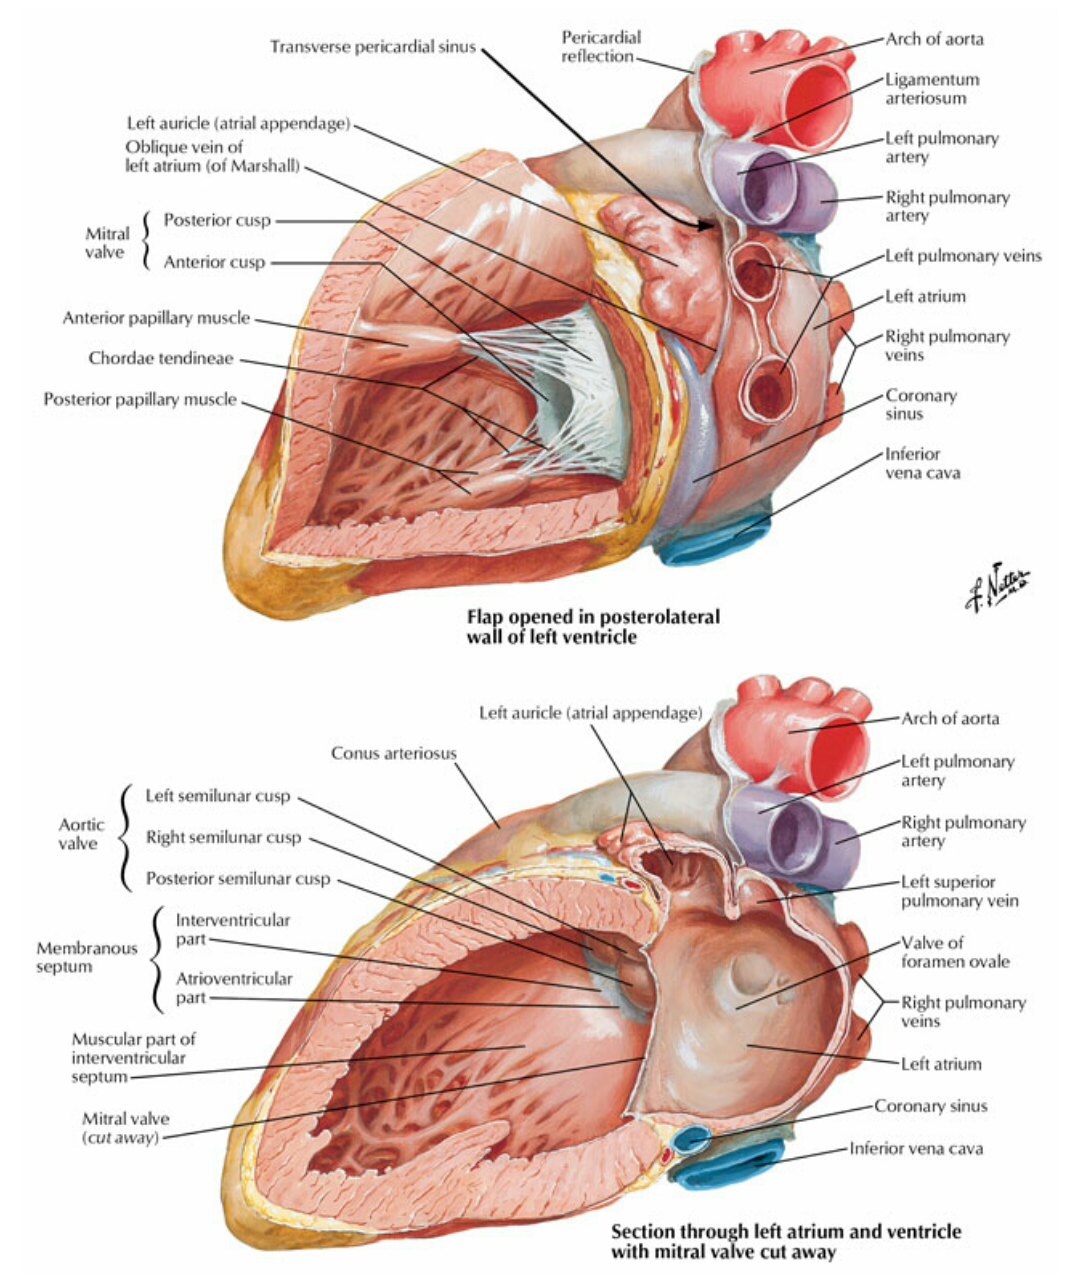 Transverse pericardial sinus
Pericardial
reflection
Arch of aorta
Ligamentum
arteriosum
Left auricle (atrial appendage)
Oblique vein of
left atrium (of Marshall)
Left pulmonary
artery
Right pulmonary
artery
Mitral
valve
Posterior cusp
Anterior cusp
Left pulmonary veins
Left atrium
Anterior papillary muscle
Right pulmonary
veins
Chordae tendineae
Posterior papillary muscle
Coronary
sinus
Inferior
vena cava
F. Netter
M.D.
Flap opened in posterolateral
wall of left ventricle
Left auricle (atrial appendage)
Arch of aorta
Conus arteriosus
Left pulmonary
artery
Aortic
valve
Left semilunar cusp
Right semilunar cusp
Posterior semilunar cusp
Right pulmonary
artery
Left superior
pulmonary vein
Membranous
septum
Interventricular
part
Atrioventricular
part
Valve of
foramen ovale
Right pulmonary
veins
Muscular part of
interventricular
septum
Left atrium
Mitral valve
(cut away)
Coronary sinus
Inferior vena cava
Section through left atrium and ventricle
with mitral valve cut away